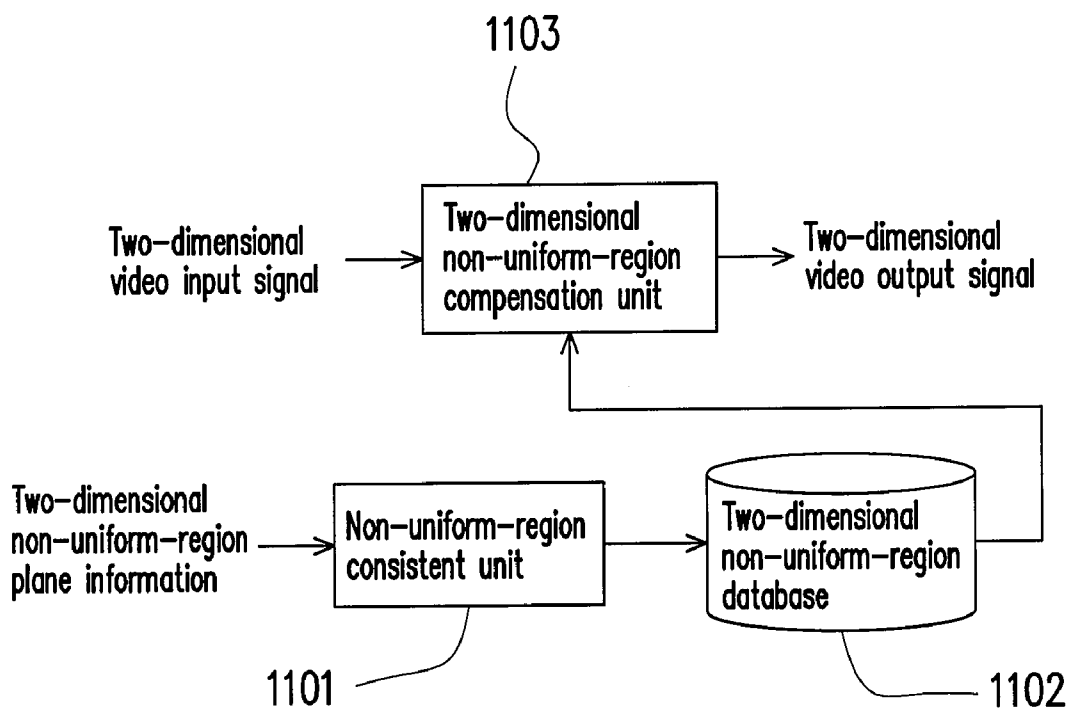 1103
Two-dimensional
video input signal
Two-dimensional
non-uniform-region
compensation unit
Two-dimensional
video output signal
Two-dimensional
non-uniform-region
plane information
Non-uniform-region
consistent unit
Two-dimensional
non-uniform-region
database
1101
1102